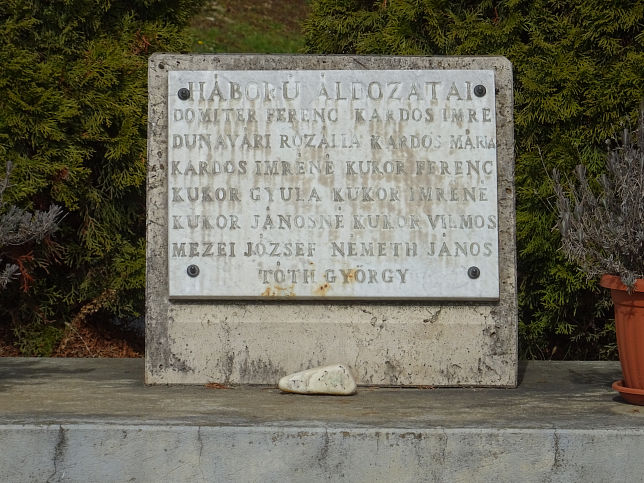 HÁBORÚ ÁLDOZATAI
DOMITER FERENC KARDOS IMRE
DUNAVÁRI ROZÁLIA KARDOS MÁRIA
KARDOS IMRÉNÉ KUKOR FERENC
KUKOR GYULA KUKOR IMRÉNÉ
KUKOR JÁNOSNÉ KUKOR VILMOS
MEZEI JÓZSEF NÉMETH JÁNOS
TÓTH GYÖRGY